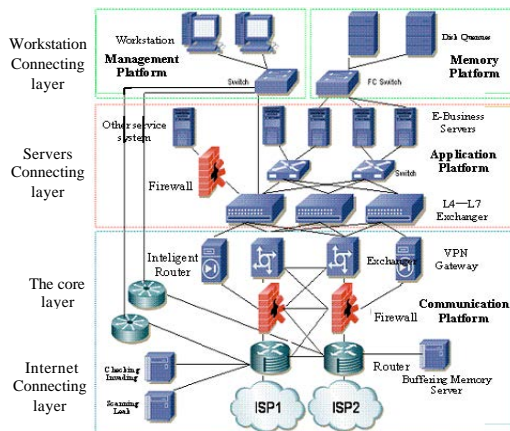 Workstation
Connecting
layer
Workstation
Management
Platform
Switch
Disk Queues
Memory
Platform
FC Switch
Servers
Connecting
layer
Other service
system
Firewall
E-Business
Servers
Application
Platform
Switch
L4—L7
Exchanger
The core
layer
Inteligent
Router
Exchanger
VPN
Gateway
Communication
Platform
Firewall
Internet
Connecting
layer
Checking
Invading
Scanning
Leak
Router
Buffering Memory
Server
ISP1
ISP2